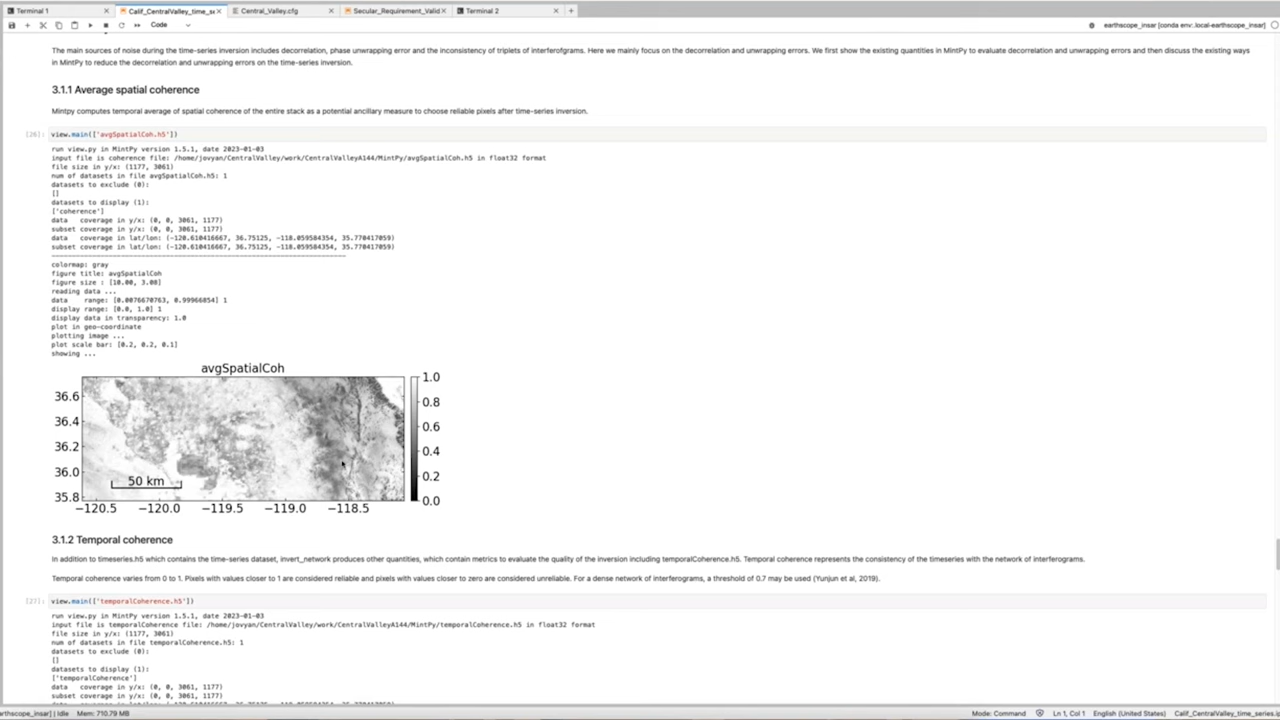 Terminal 1
Calif_CentralValley_time_se
Central_Valley.cfg
Secular_Requirement_Valid
Terminal 2
Code
earthscope_insar [conda env:.local-earthscope_insar]
The main sources of noise during the time-series inversion includes decorrelation, phase unwrapping error and the inconsistency of triplets of interferofgrams. Here we mainly focus on the decorrelation and unwrapping errors. We first show the existing quantities in MintPy to evaluate decorrelation and unwrapping errors and then discuss the existing ways
in MintPy to reduce the decorrelation and unwrapping errors on the time-series inversion.
3.1.1 Average spatial coherence
Mintpy computes temporal average of spatial coherence of the entire stack as a potential ancillary measure to choose reliable pixels after time-series inversion.
[26]: view.main(['avgSpatialCoh.h5'])
run view.py in MintPy version 1.5.1, date 2023-01-03
input file is coherence file: /home/jovyan/CentralValley/work/CentralValleyA144/MintPy/avgSpatialCoh.h5 in float32 format
file size in y/x: (1177, 3061)
num of datasets in file avgSpatialCoh.h5: 1
datasets to exclude (0):
[]
datasets to display (1):
['coherence']
data coverage in y/x: (0, 0, 3061, 1177)
subset coverage in y/x: (0, 0, 3061, 1177)
data coverage in lat/lon: (-120.610416667, 36.75125, -118.059584354, 35.770417059)
subset coverage in lat/lon: (-120.610416667, 36.75125, -118.059584354, 35.770417059)
colormap: gray
figure title: avgSpatialCoh
figure size : [10.00, 3.08]
reading data ...
data range: [0.0076670763, 0.99966854] 1
display range: [0.0, 1.0] 1
display data in transparency: 1.0
plot in geo-coordinate
plotting image ...
plot scale bar: [0.2, 0.2, 0.1]
showing ...
avgSpatialCoh
36.6
36.4
36.2
36.0
35.8
50 km
−120.5 −120.0 −119.5 −119.0 −118.5
1.0
0.8
0.6
0.4
0.2
0.0
3.1.2 Temporal coherence
In addition to timeseries.h5 which contains the time-series dataset, invert_network produces other quantities, which contain metrics to evaluate the quality of the inversion including temporalCoherence.h5. Temporal coherence represents the consistency of the timeseries with the network of interferograms.
Temporal coherence varies from 0 to 1. Pixels with values closer to 1 are considered reliable and pixels with values closer to zero are considered unreliable. For a dense network of interferograms, a threshold of 0.7 may be used (Yunjun et al, 2019).
[27]: view.main(['temporalCoherence.h5'])
run view.py in MintPy version 1.5.1, date 2023-01-03
input file is temporalCoherence file: /home/jovyan/CentralValley/work/CentralValleyA144/MintPy/temporalCoherence.h5 in float32 format
file size in y/x: (1177, 3061)
num of datasets in file temporalCoherence.h5: 1
datasets to exclude (0):
[]
datasets to display (1):
['temporalCoherence']
data coverage in y/x: (0, 0, 3061, 1177)
subset coverage in y/x: (0, 0, 3061, 1177)
arthscope_insar] | Idle Mem: 710.79 MB
Mode: Command Ln 1, Col 1 English (United States) Calif_CentralValley_time_series.ip